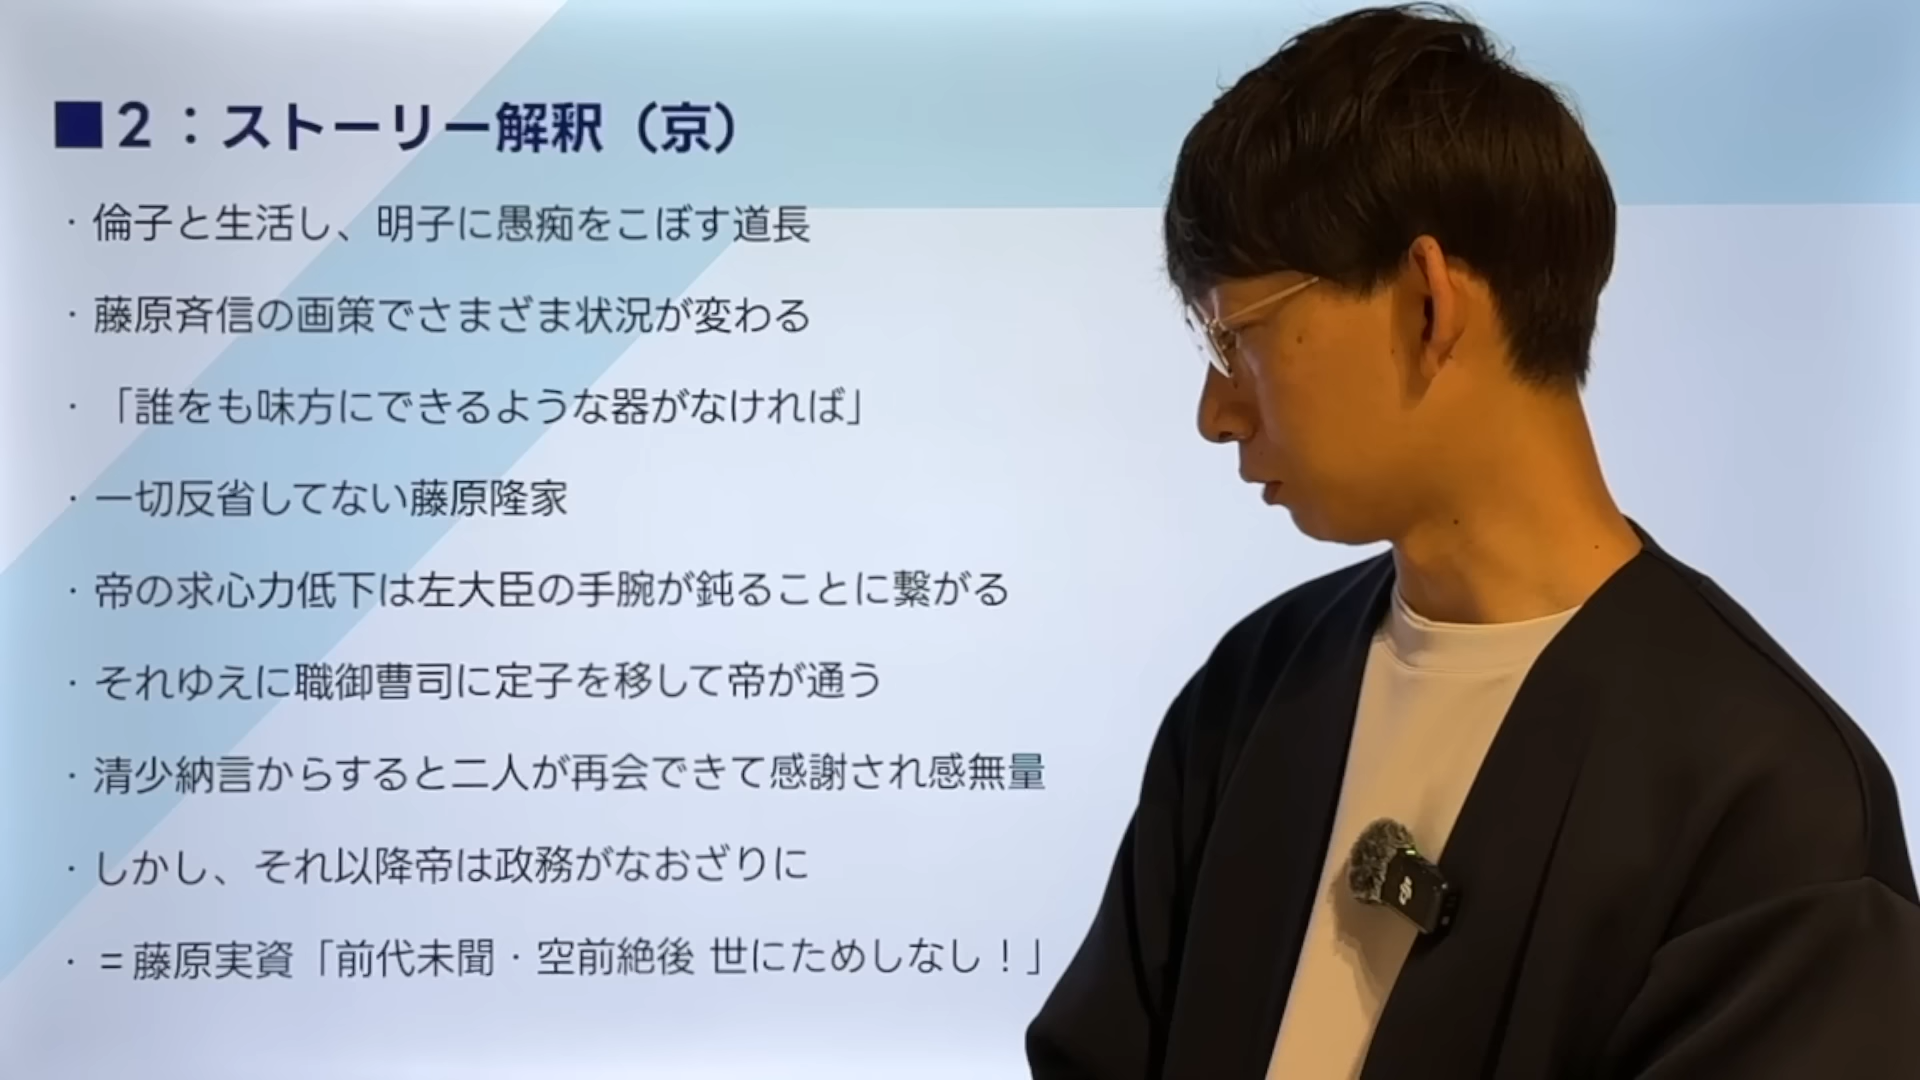 ■２：ストーリー解釈（京）
・倫子と生活し、明子に愚痴をこぼす道長
・藤原斉信の画策でさまざま状況が変わる
・「誰をも味方にできるような器がなければ」
・一切反省してない藤原隆家
・帝の求心力低下は左大臣の手腕が鈍ることに繋がる
・それゆえに職御曹司に定子を移して帝が通う
・清少納言からすると二人が再会できて感謝され感無量
・しかし、それ以降帝は政務がなおざりに
・＝藤原実資「前代未聞・空前絶後 世にためしなし！」
dji